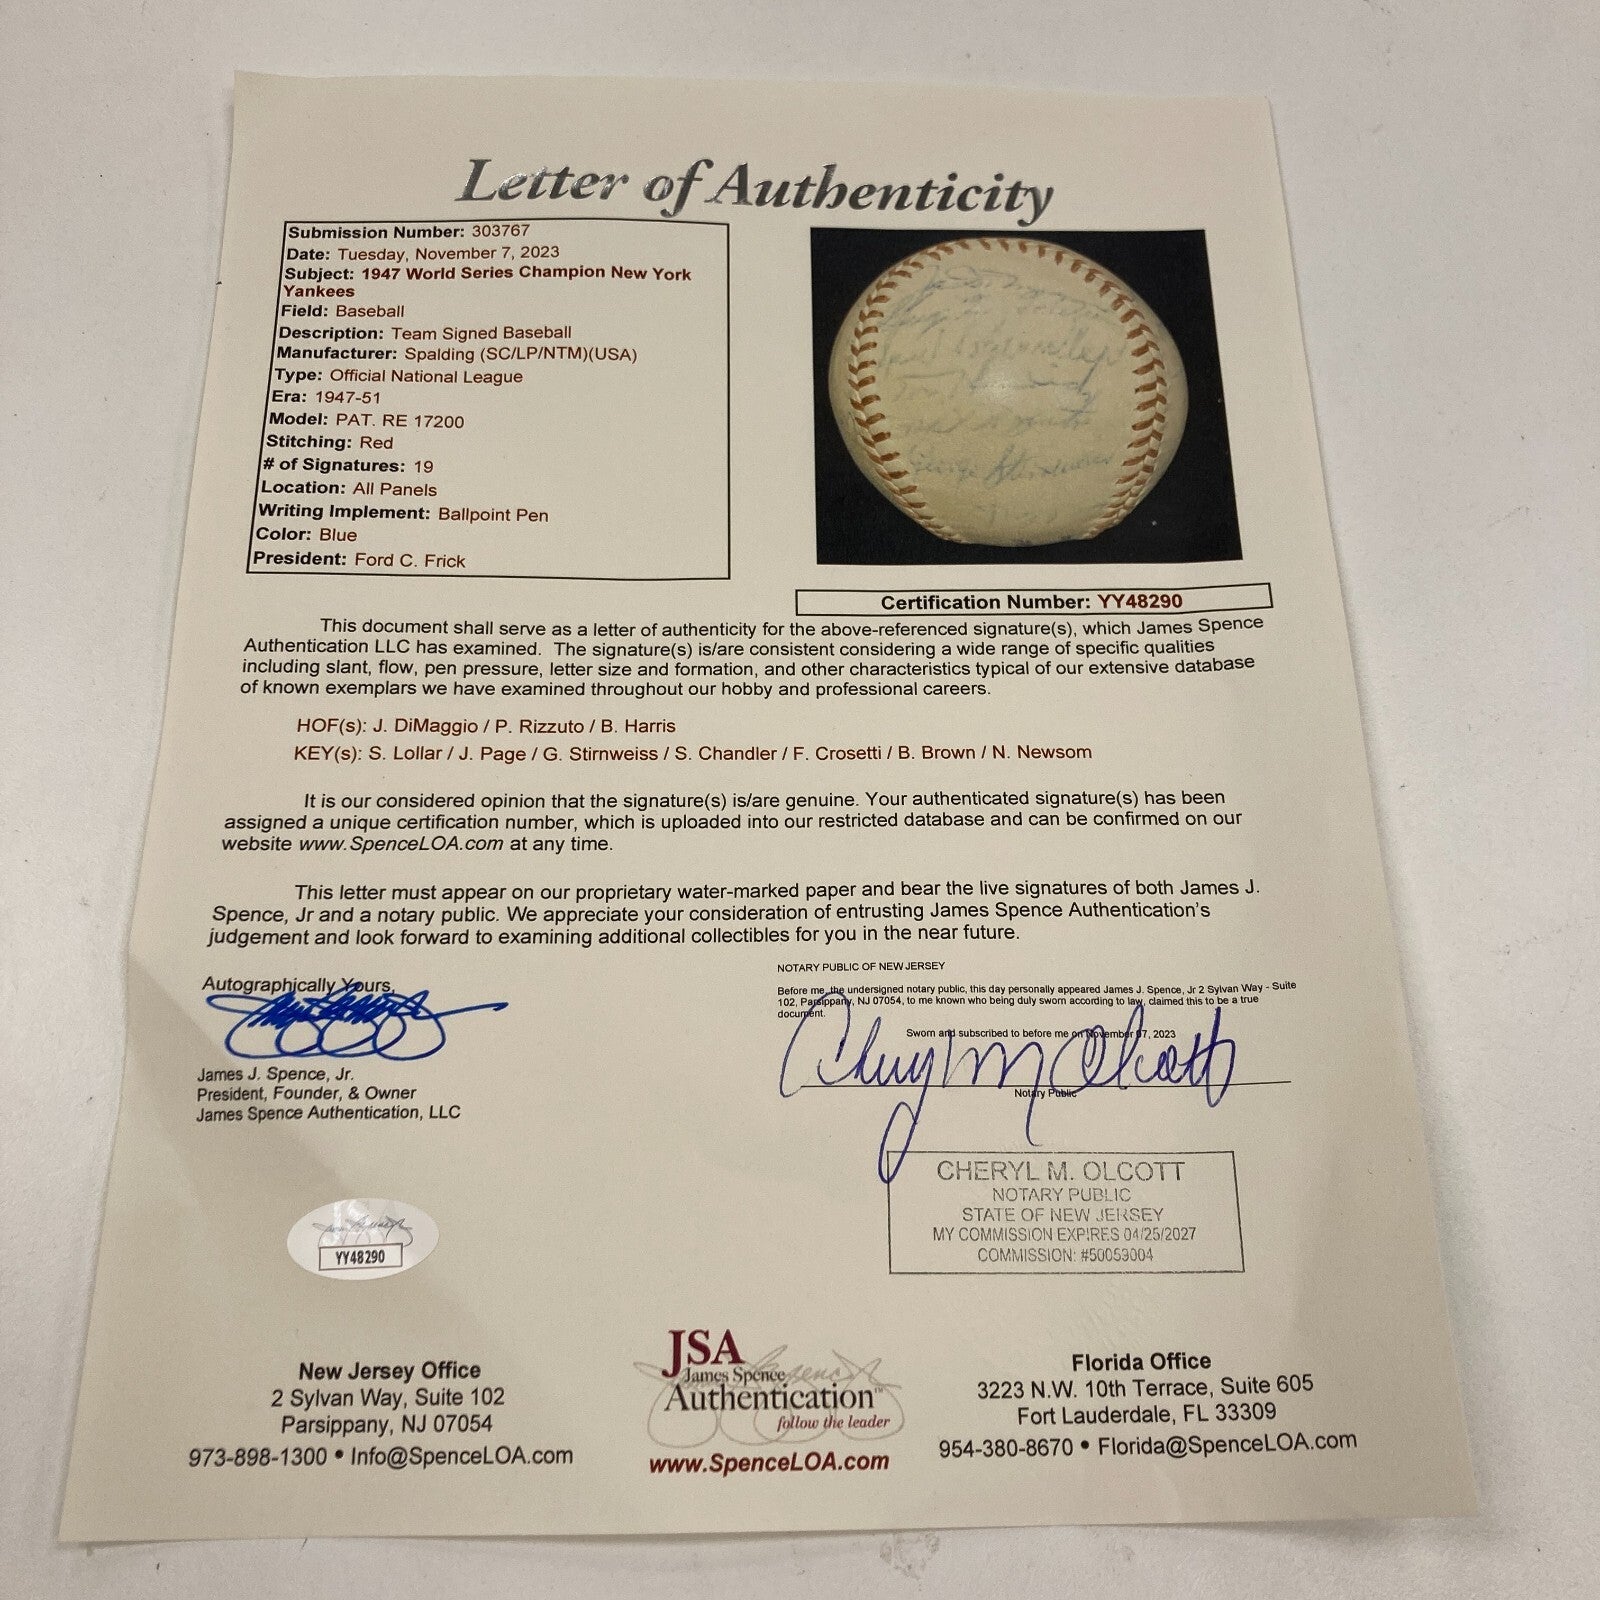 Letter of Authenticity
Submission Number: 303767
Date: Tuesday, November 7, 2023
Subject: 1947 World Series Champion New York
Yankees
Field: Baseball
Description: Team Signed Baseball
Manufacturer: Spalding (SC/LP/NTM)(USA)
Type: Official National League
Era: 1947-51
Model: PAT. RE 17200
Stitching: Red
# of Signatures: 19
Location: All Panels
Writing Implement: Ballpoint Pen
Color: Blue
President: Ford C. Frick
George Stirnweiss
Certification Number: YY48290
This document shall serve as a letter of authenticity for the above-referenced signature(s), which James Spence
Authentication LLC has examined. The signature(s) is/are consistent considering a wide range of specific qualities
including slant, flow, pen pressure, letter size and formation, and other characteristics typical of our extensive database
of known exemplars we have examined throughout our hobby and professional careers.
HOF(s): J. DiMaggio / P. Rizzuto / B. Harris
KEY(s): S. Lollar / J. Page / G. Stirnweiss / S. Chandler / F. Crosetti / B. Brown / N. Newsom
It is our considered opinion that the signature(s) is/are genuine. Your authenticated signature(s) has been
assigned a unique certification number, which is uploaded into our restricted database and can be confirmed on our
website www.SpenceLOA.com at any time.
This letter must appear on our proprietary water-marked paper and bear the live signatures of both James J.
Spence, Jr and a notary public. We appreciate your consideration of entrusting James Spence Authentication's
judgement and look forward to examining additional collectibles for you in the near future.
Autographically Yours,
James J. Spence, Jr.
President, Founder, & Owner
James Spence Authentication, LLC
NOTARY PUBLIC OF NEW JERSEY
Before me, the undersigned notary public, this day personally appeared James J. Spence, Jr 2 Sylvan Way - Suite
102, Parsippany, NJ 07054, to me known who being duly sworn according to law, claimed this to be a true
document.
Sworn and subscribed to before me on November 07, 2023
Cheryl M Olcott
Notary Public
CHERYL M. OLCOTT
NOTARY PUBLIC
STATE OF NEW JERSEY
MY COMMISSION EXPIRES 04/25/2027
COMMISSION: #50059004
YY48290
New Jersey Office
2 Sylvan Way, Suite 102
Parsippany, NJ 07054
973-898-1300 • Info@SpenceLOA.com
JSA
James Spence
Authentication™
follow the leader
www.SpenceLOA.com
Florida Office
3223 N.W. 10th Terrace, Suite 605
Fort Lauderdale, FL 33309
954-380-8670 • Florida@SpenceLOA.com